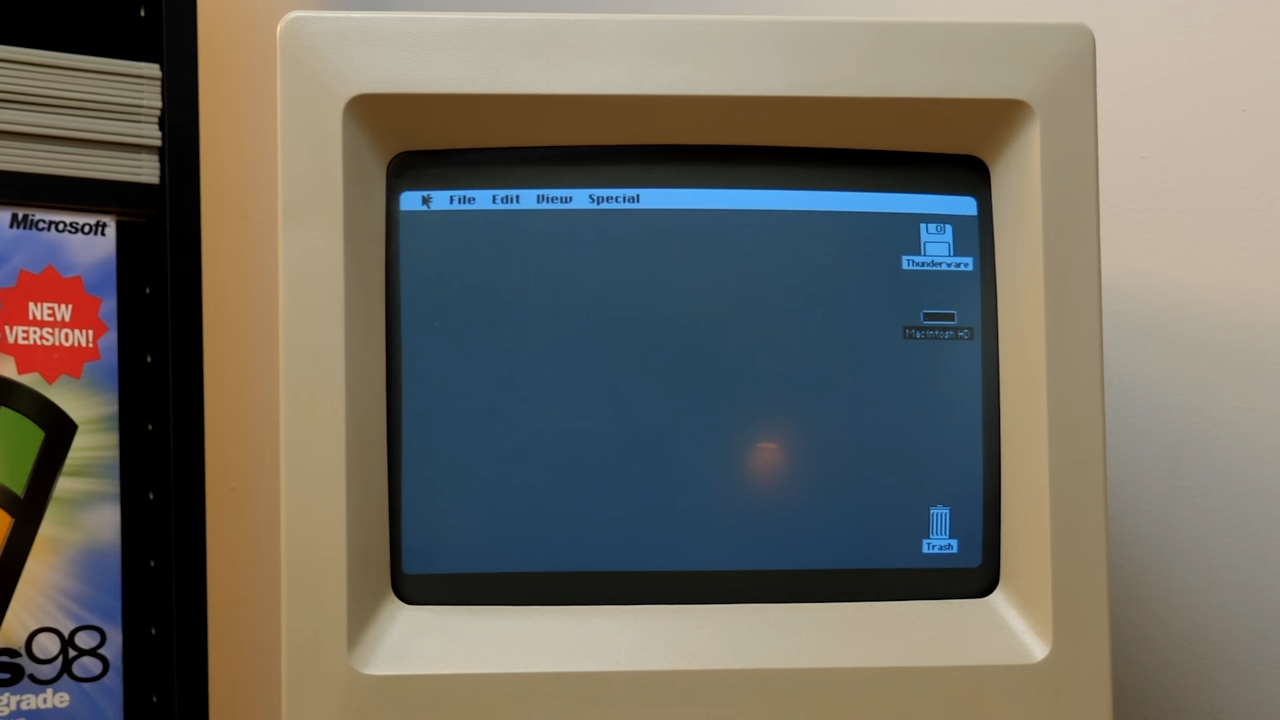 Microsoft
NEW
VERSION!
s98
grade
File Edit View Special
Thunderware
Macintosh HD
Trash